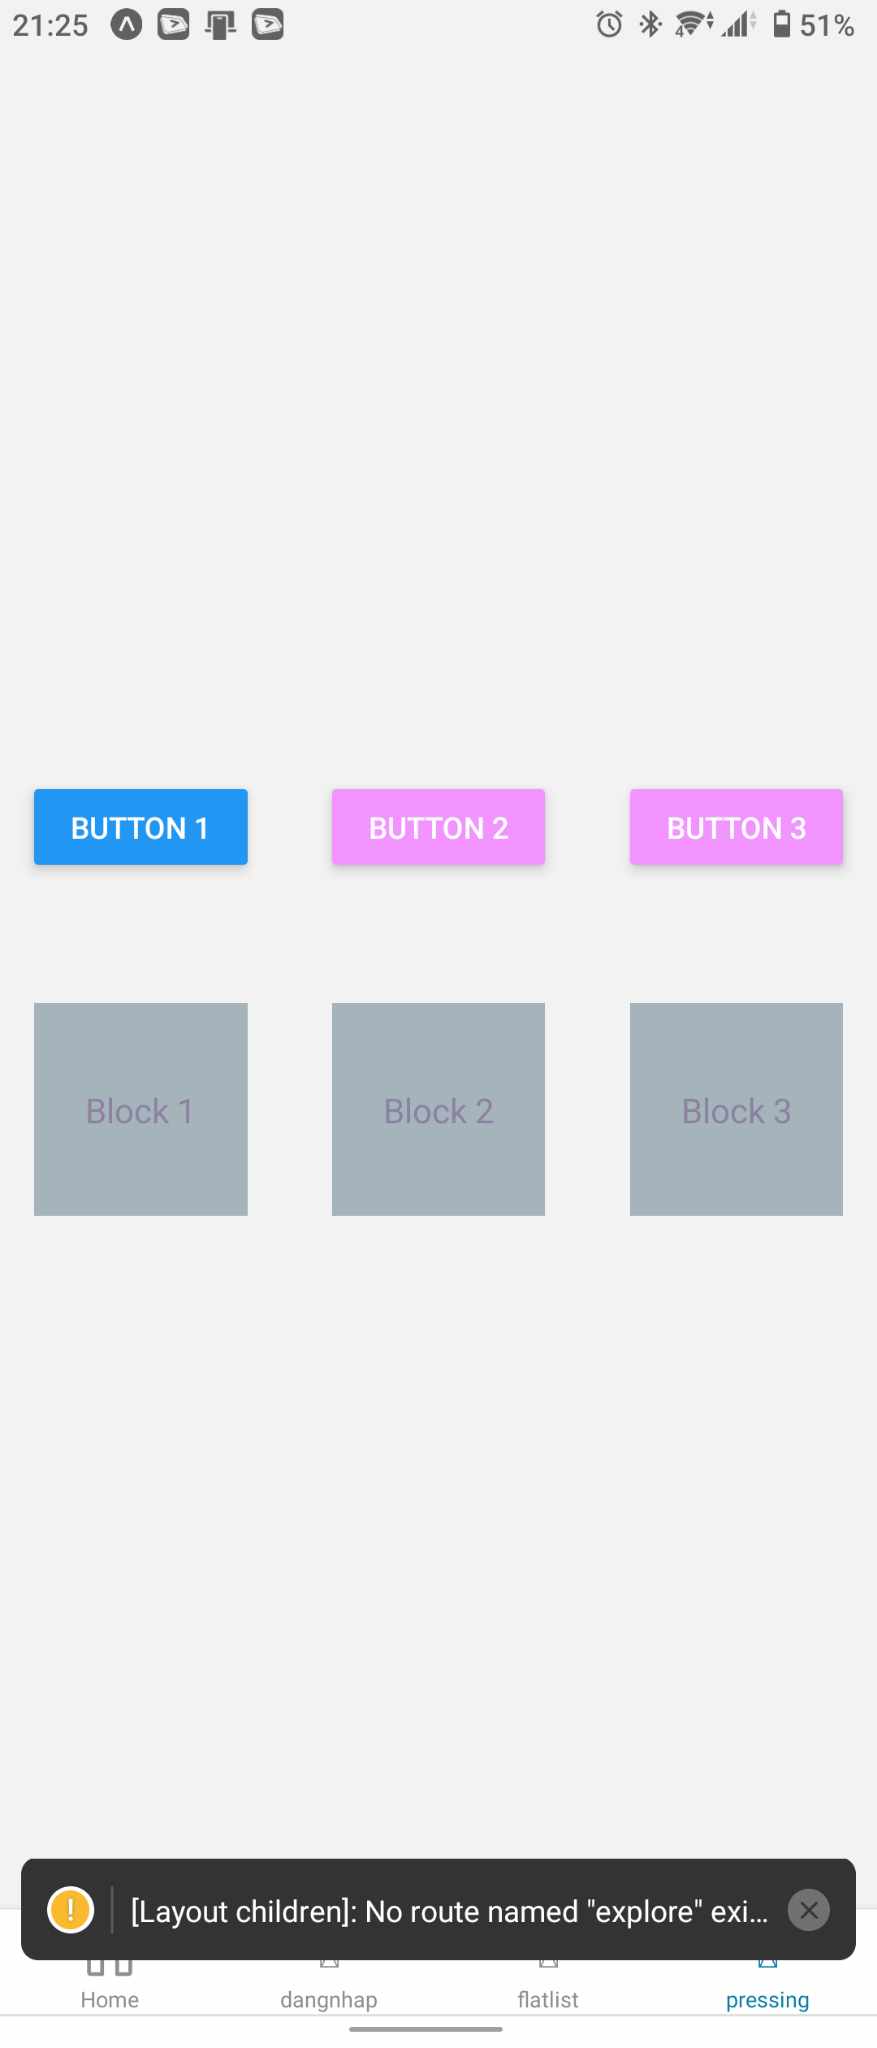 21:25
51%
BUTTON 1
BUTTON 2
BUTTON 3
Block 1
Block 2
Block 3
[Layout children]: No route named "explore" exi...
Home
dangnhap
flatlist
pressing